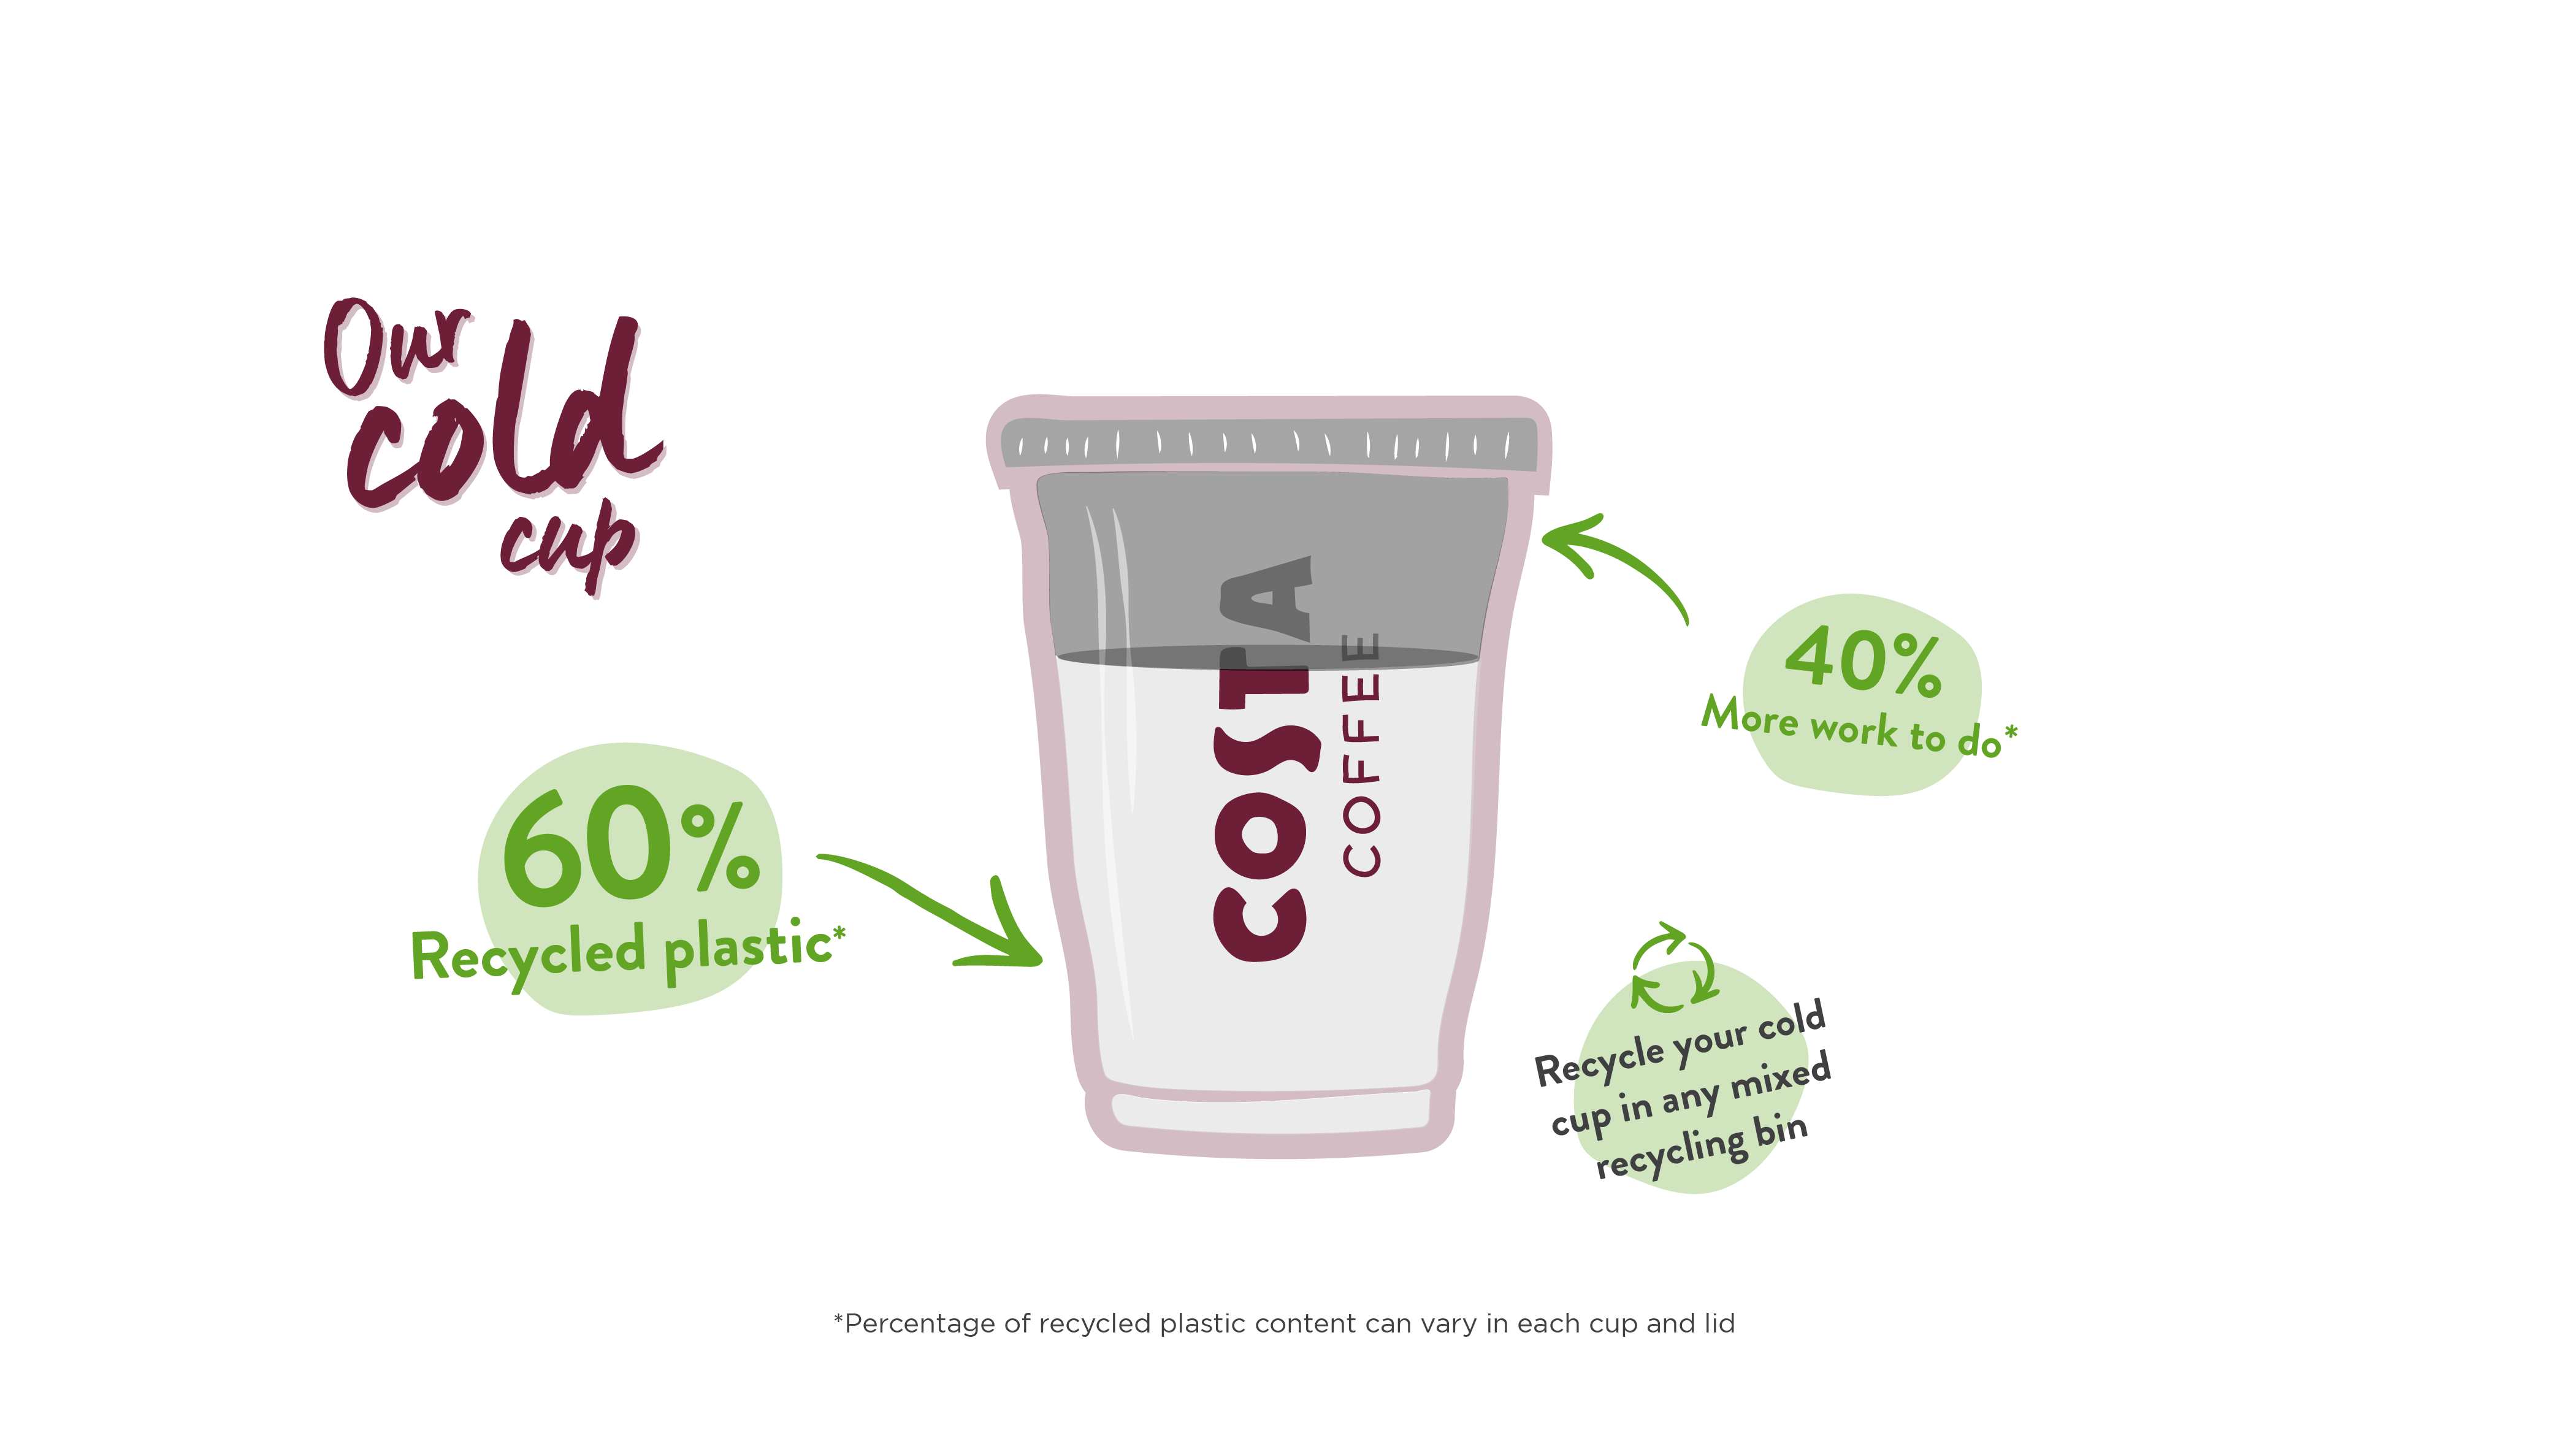 Our
cold
cup
COSTA
COFFEE
40%
More work to do*
60%
Recycled plastic*
Recycle your cold
cup in any mixed
recycling bin
*Percentage of recycled plastic content can vary in each cup and lid